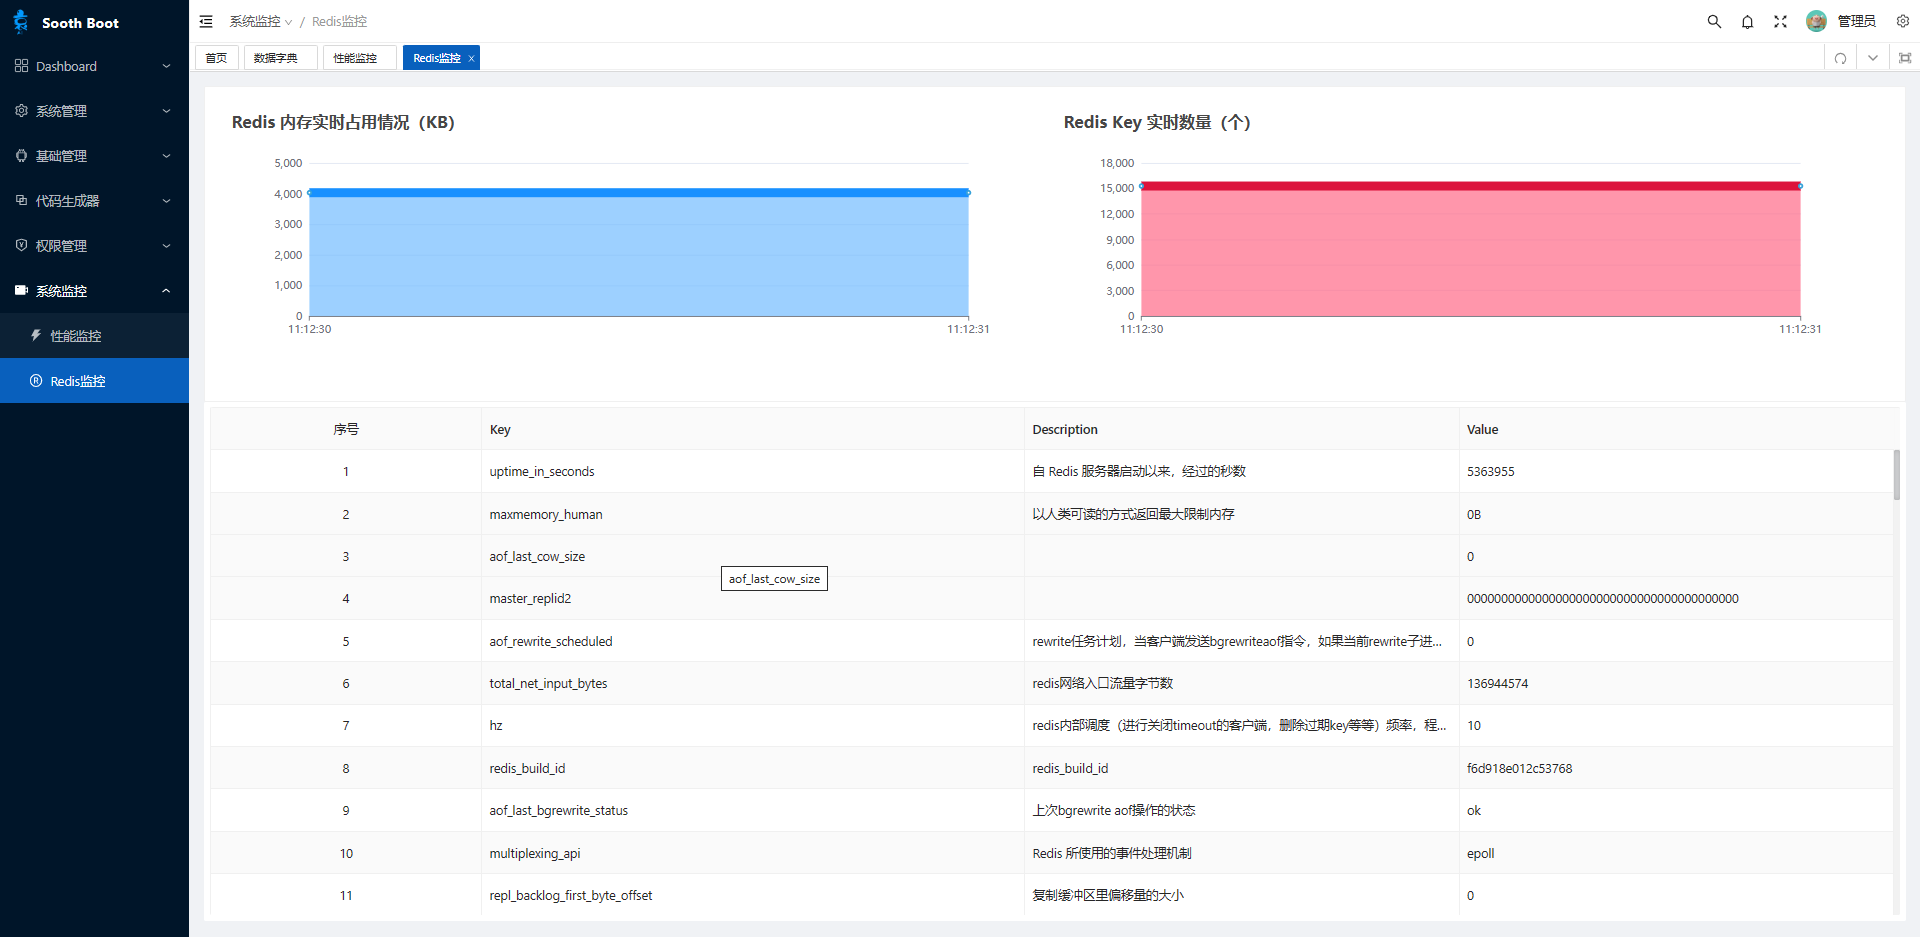 Sooth Boot
系统监控 / Redis监控
管理员
首页
数据字典
性能监控
Redis监控 ×
Dashboard
系统管理
基础管理
代码生成器
权限管理
系统监控
性能监控
Redis监控
Redis 内存实时占用情况（KB）
5,000
4,000
3,000
2,000
1,000
0
11:12:30
11:12:31
Redis Key 实时数量（个）
18,000
15,000
12,000
9,000
6,000
3,000
0
11:12:30
11:12:31
序号 Key Description Value
1 uptime_in_seconds 自 Redis 服务器启动以来，经过的秒数 5363955
2 maxmemory_human 以人类可读的方式返回最大限制内存 0B
3 aof_last_cow_size 0
aof_last_cow_size
4 master_replid2 0000000000000000000000000000000000000000
5 aof_rewrite_scheduled rewrite任务计划，当客户端发送bgrewriteaof指令，如果当前rewrite子进... 0
6 total_net_input_bytes redis网络入口流量字节数 136944574
7 hz redis内部调度（进行关闭timeout的客户端，删除过期key等等）频率，程... 10
8 redis_build_id redis_build_id f6d918e012c53768
9 aof_last_bgrewrite_status 上次bgrewrite aof操作的状态 ok
10 multiplexing_api Redis 所使用的事件处理机制 epoll
11 repl_backlog_first_byte_offset 复制缓冲区里偏移量的大小 0